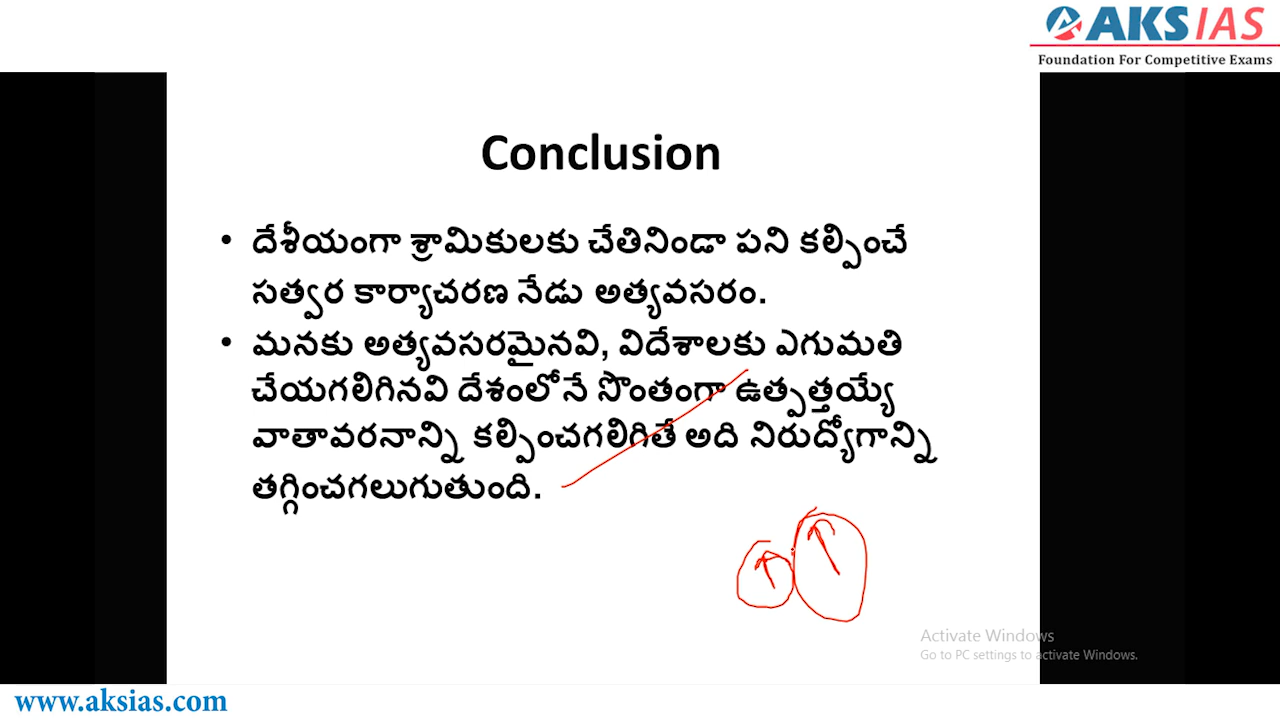 AKS IAS
Foundation For Competitive Exams
Conclusion
• దేశీయంగా శ్రామికులకు చేతినిండా పని కల్పించే
సత్వర కార్యాచరణ నేడు అత్యవసరం.
• మనకు అత్యవసరమైనవి, విదేశాలకు ఎగుమతి
చేయగలిగినవి దేశంలోనే సొంతంగా ఉత్పత్తయ్యే
వాతావరనాన్ని కల్పించగలిగితే అది నిరుద్యోగాన్ని
తగ్గించగలుగుతుంది.
Activate Windows
Go to PC settings to activate Windows.
www.aksias.com